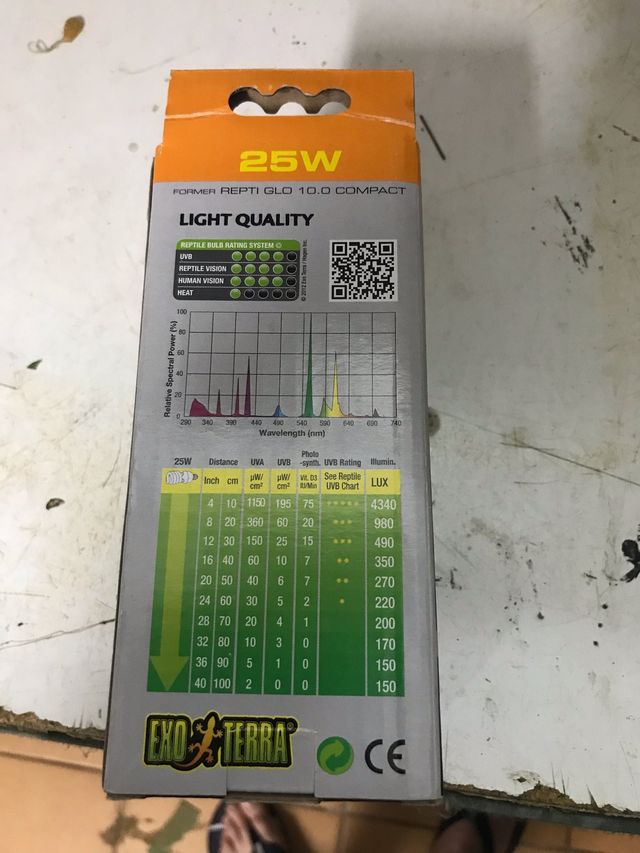 25W
FORMER REPTI GLO 10.0 COMPACT
LIGHT QUALITY
REPTILE BULB RATING SYSTEM
UVB
REPTILE VISION
HUMAN VISION
HEAT
© 2012 Exo Terra / Hagen Inc.
Relative Spectral Power (%)
100
80
60
40
20
0
290 340 390 440 490 540 590 640 690 740
Wavelength (nm)
25W Distance UVA UVB Photo-synth. UVB Rating Illumin.
Inch cm µW/cm² µW/cm² Vit. D3 IU/Min See Reptile UVB Chart LUX
4 10 1150 195 75 4340
8 20 360 60 20 980
12 30 150 25 15 490
16 40 60 10 7 350
20 50 40 6 7 270
24 60 30 5 2 220
28 70 20 4 1 200
32 80 10 3 0 170
36 90 5 1 0 150
40 100 2 0 0 150
EXO TERRA®
CE